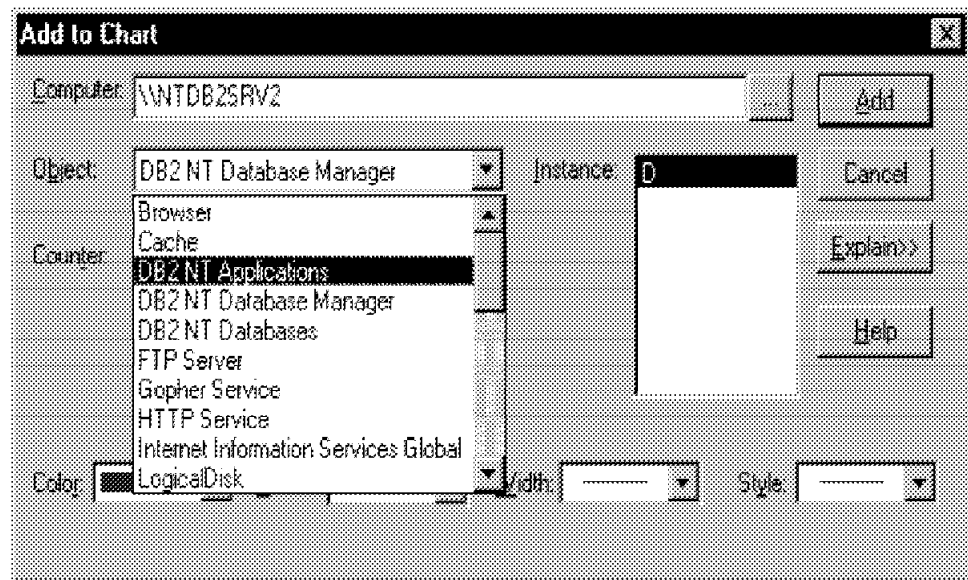 Add to Chart
Computer: \\NTDB2SRV2 ... Add
Object: DB2 NT Database Manager Instance: D Cancel
Browser
Cache
Counter Explain>>
DB2 NT Applications
DB2 NT Database Manager
DB2 NT Databases
Help
FTP Server
Gopher Service
HTTP Service
Internet Information Services Global
LogicalDisk
Color: Width: Style: